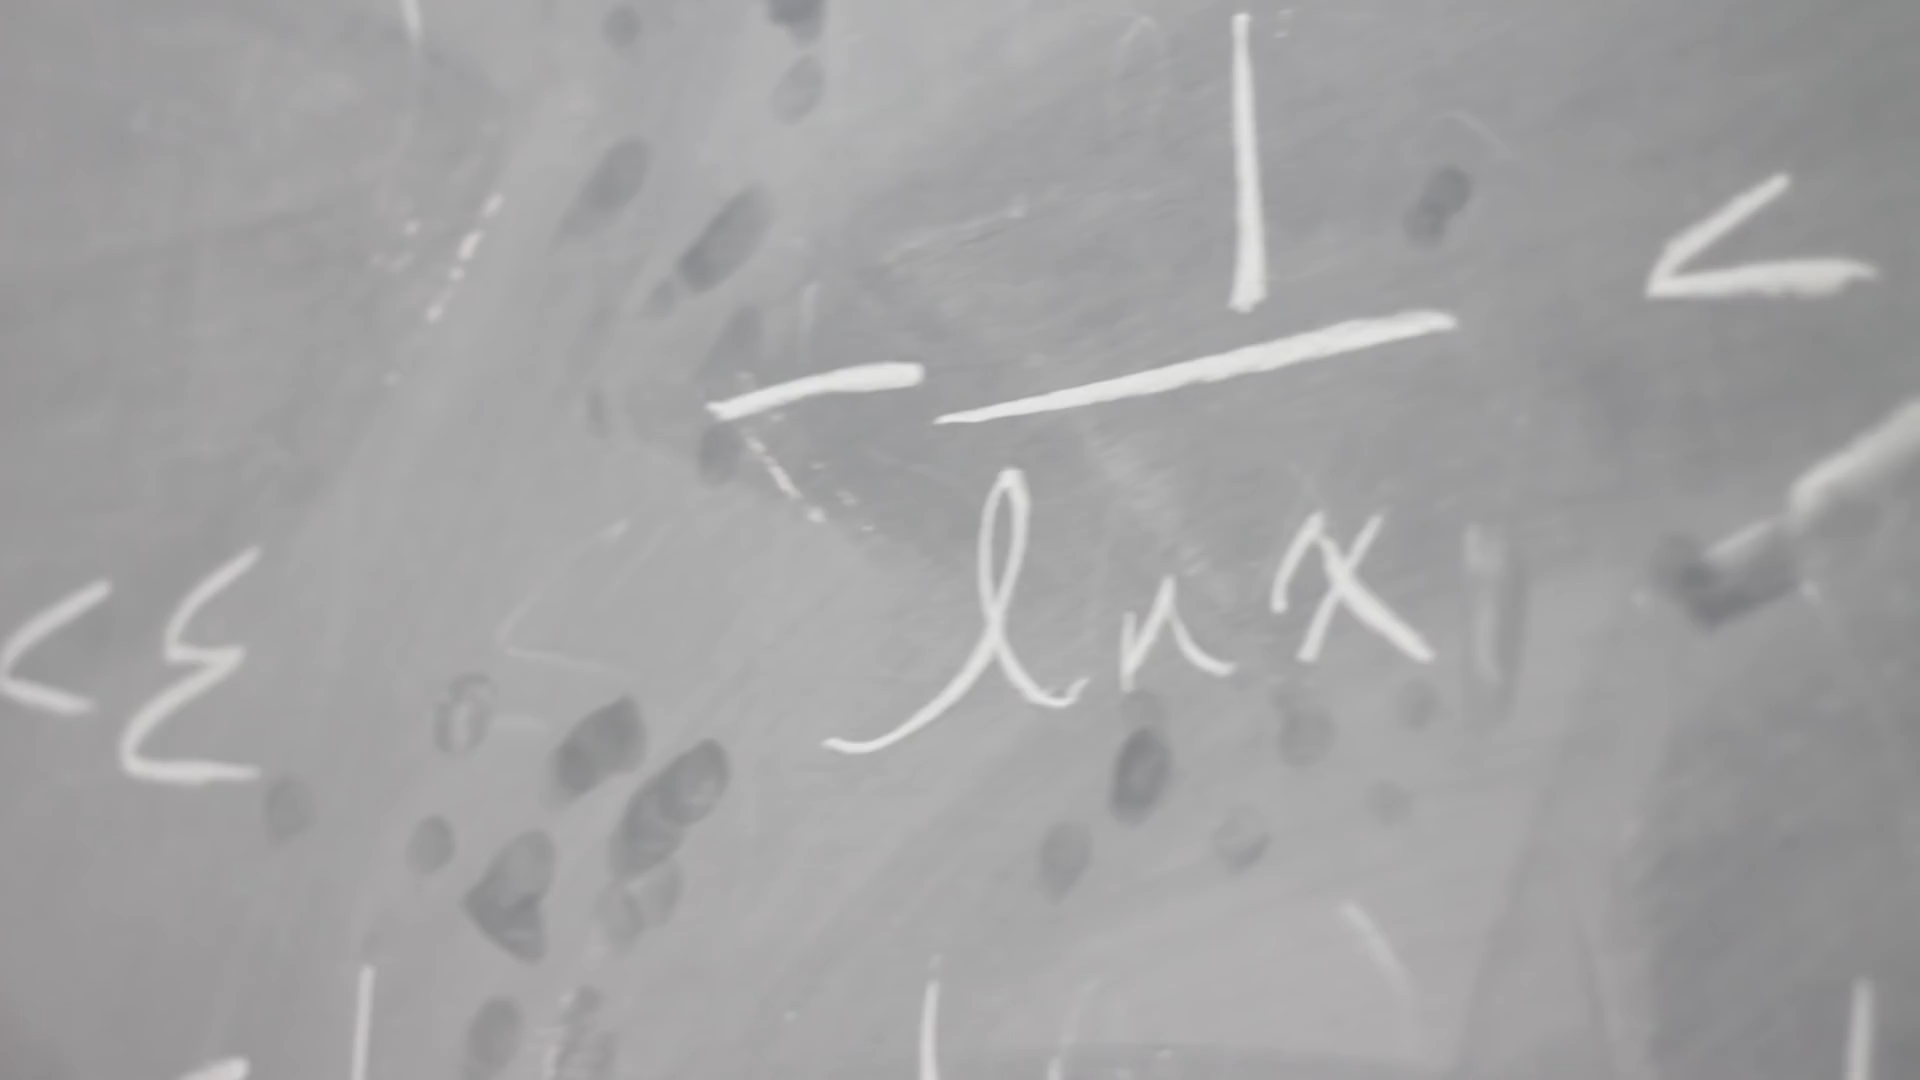 < ε
- 1/ln x <